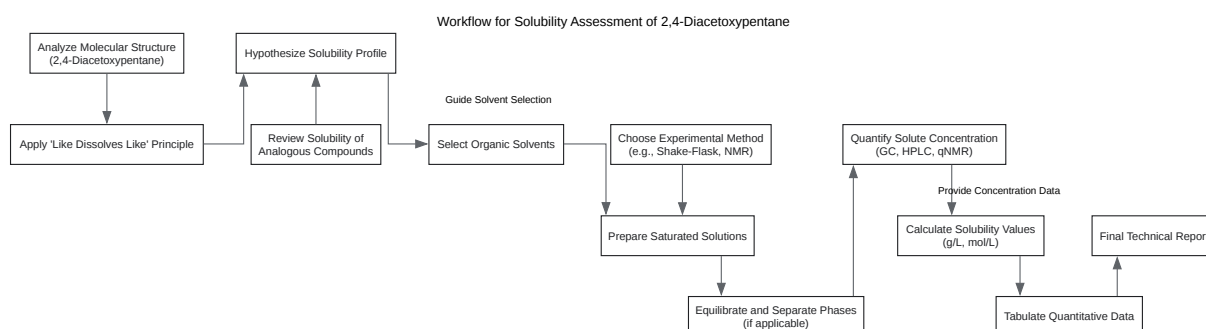 Workflow for Solubility Assessment of 2,4-Diacetoxypentane
Analyze Molecular Structure
(2,4-Diacetoxypentane)
Hypothesize Solubility Profile
Guide Solvent Selection
Apply 'Like Dissolves Like' Principle
Review Solubility of
Analogous Compounds
Select Organic Solvents
Choose Experimental Method
(e.g., Shake-Flask, NMR)
Quantify Solute Concentration
(GC, HPLC, qNMR)
Provide Concentration Data
Prepare Saturated Solutions
Calculate Solubility Values
(g/L, mol/L)
Final Technical Report
Equilibrate and Separate Phases
(if applicable)
Tabulate Quantitative Data